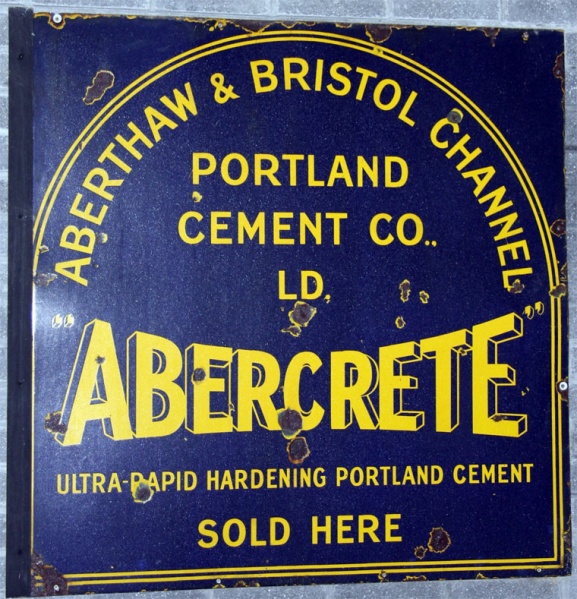 ABERTHAW & BRISTOL CHANNEL
PORTLAND
CEMENT CO.,
LD,
"ABERCRETE"
ULTRA-RAPID HARDENING PORTLAND CEMENT
SOLD HERE